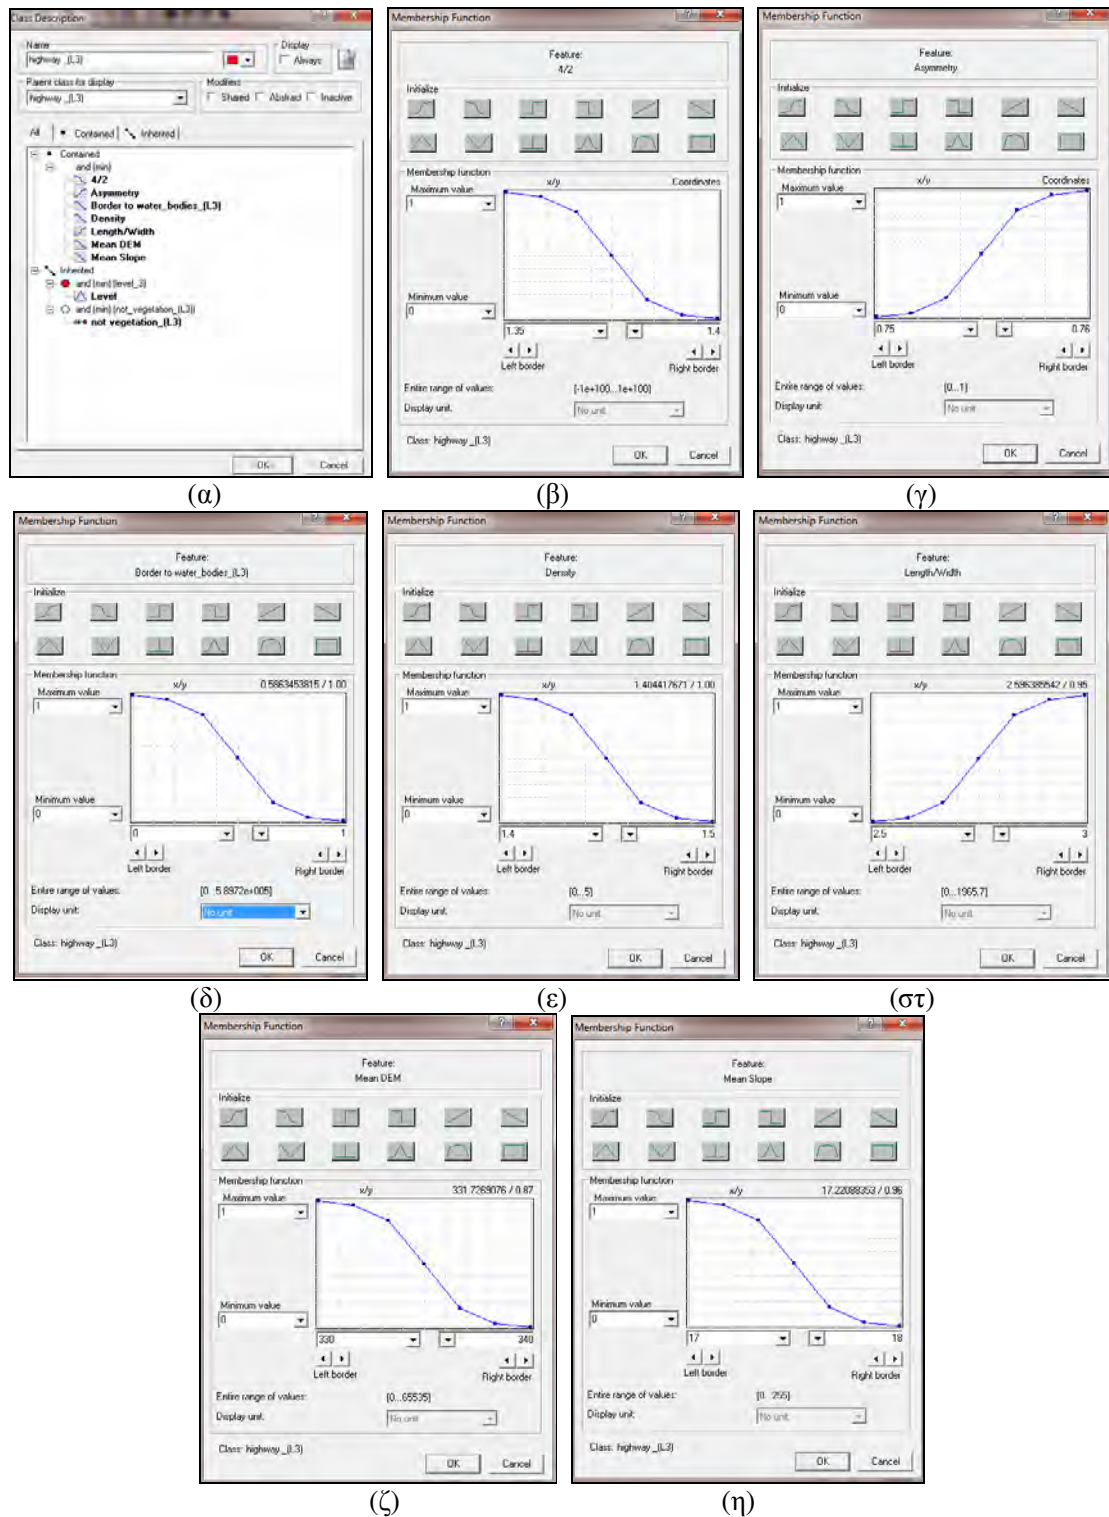 Class Description
Name
highway _(L3)
Display
Always
Parent class for display
highway _(L3)
Modifiers
Shared Abstract Inactive
All Contained Inherited
Contained
and (min)
4/2
Asymmetry
Border to water_bodies_(L3)
Density
Length/Width
Mean DEM
Mean Slope
Inherited
and (min) (level_3)
Level
and (min) (not_vegetation_(L3))
not vegetation_(L3)
OK Cancel
(α)
Membership Function
Feature:
4/2
Initialize
Membership function
Maximum value x/y Coordinates
1
Minimum value
0
1.35 1.4
Left border Right border
Entire range of values: [-1e+100...1e+100]
Display unit: No unit
Class: highway _(L3)
OK Cancel
(β)
Membership Function
Feature:
Asymmetry
Initialize
Membership function
Maximum value x/y Coordinates
1
Minimum value
0
0.75 0.76
Left border Right border
Entire range of values: [0...1]
Display unit: No unit
Class: highway _(L3)
OK Cancel
(γ)
Membership Function
Feature:
Border to water_bodies_(L3)
Initialize
Membership function
Maximum value x/y 0.5863453815 / 1.00
1
Minimum value
0
0 1
Left border Right border
Entire range of values: [0...5.8972e+005]
Display unit: No unit
Class: highway _(L3)
OK Cancel
(δ)
Membership Function
Feature:
Density
Initialize
Membership function
Maximum value x/y 1.404417671 / 1.00
1
Minimum value
0
1.4 1.5
Left border Right border
Entire range of values: [0...5]
Display unit: No unit
Class: highway _(L3)
OK Cancel
(ε)
Membership Function
Feature:
Length/Width
Initialize
Membership function
Maximum value x/y 2.596385542 / 0.95
1
Minimum value
0
2.5 3
Left border Right border
Entire range of values: [0...1965.7]
Display unit: No unit
Class: highway _(L3)
OK Cancel
(στ)
Membership Function
Feature:
Mean DEM
Initialize
Membership function
Maximum value x/y 331.7269076 / 0.87
1
Minimum value
0
330 340
Left border Right border
Entire range of values: [0...65535]
Display unit: No unit
Class: highway _(L3)
OK Cancel
(ζ)
Membership Function
Feature:
Mean Slope
Initialize
Membership function
Maximum value x/y 17.22088353 / 0.96
1
Minimum value
0
17 18
Left border Right border
Entire range of values: [0...255]
Display unit: No unit
Class: highway _(L3)
OK Cancel
(η)